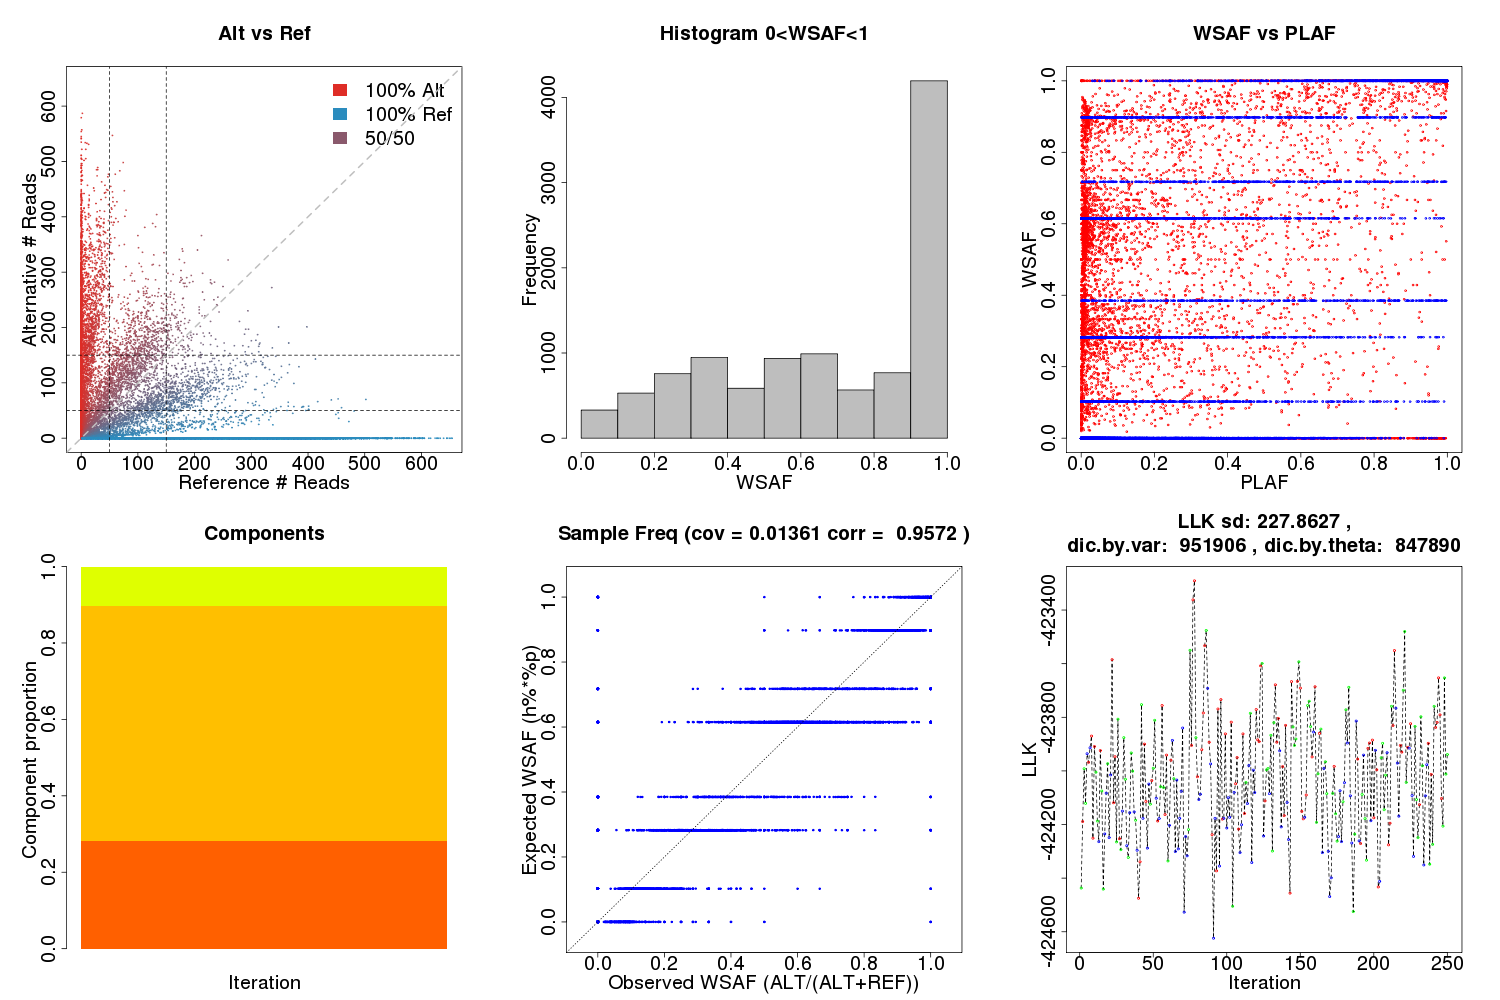 Alt vs Ref
100% Alt
100% Ref
50/50
Alternative # Reads
0 100 200 300 400 500 600
0 100 200 300 400 500 600
Reference # Reads
Histogram 0<WSAF<1
Frequency
0 1000 2000 3000 4000
0.0 0.2 0.4 0.6 0.8 1.0
WSAF
WSAF vs PLAF
WSAF
0.0 0.2 0.4 0.6 0.8 1.0
0.0 0.2 0.4 0.6 0.8 1.0
PLAF
Components
Component proportion
0.0 0.2 0.4 0.6 0.8 1.0
Iteration
Sample Freq (cov = 0.01361 corr = 0.9572 )
Expected WSAF (h%*%p)
0.0 0.2 0.4 0.6 0.8 1.0
0.0 0.2 0.4 0.6 0.8 1.0
Observed WSAF (ALT/(ALT+REF))
LLK sd: 227.8627 ,
dic.by.var: 951906 , dic.by.theta: 847890
LLK
-424600 -424200 -423800 -423400
0 50 100 150 200 250
Iteration